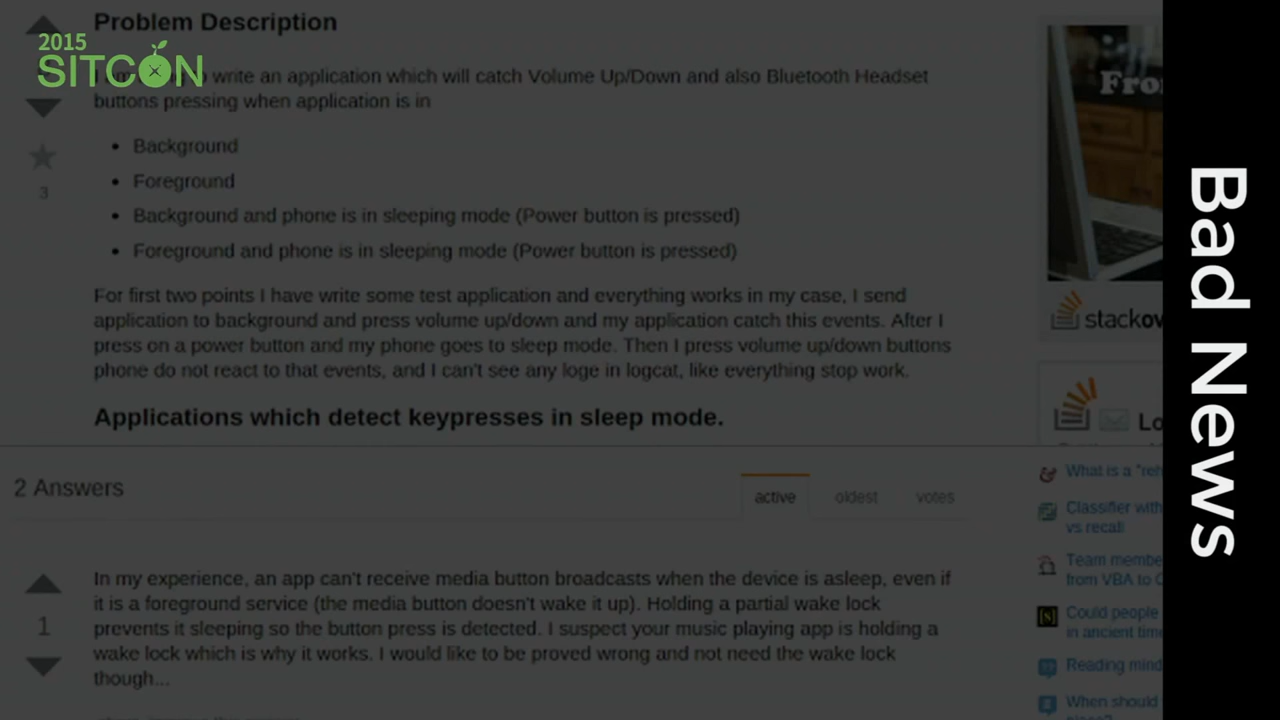 Problem Description
2015
SITCON
write an application which will catch Volume Up/Down and also Bluetooth Headset
buttons pressing when application is in
• Background
• Foreground
• Background and phone is in sleeping mode (Power button is pressed)
• Foreground and phone is in sleeping mode (Power button is pressed)
3
For first two points I have write some test application and everything works in my case, I send
application to background and press volume up/down and my application catch this events. After I
press on a power button and my phone goes to sleep mode. Then I press volume up/down buttons
phone do not react to that events, and I can't see any loge in logcat, like everything stop work.
Applications which detect keypresses in sleep mode.
2 Answers
active oldest votes
In my experience, an app can't receive media button broadcasts when the device is asleep, even if
it is a foreground service (the media button doesn't wake it up). Holding a partial wake lock
prevents it sleeping so the button press is detected. I suspect your music playing app is holding a
wake lock which is why it works. I would like to be proved wrong and not need the wake lock
though...
1
Fro
stackov
Lo
What is a "reh
Classifier with
vs recall
Team membe
from VBA to C
Could people
in ancient time
Reading mind
When should
Bad News